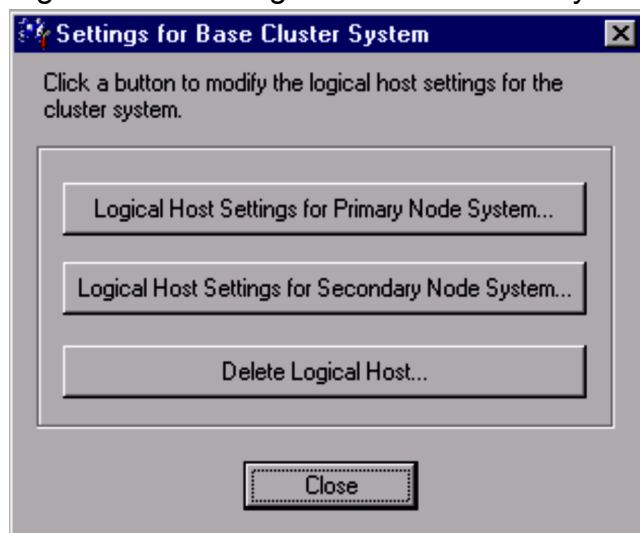 Settings for Base Cluster System
Click a button to modify the logical host settings for the
cluster system.
Logical Host Settings for Primary Node System...
Logical Host Settings for Secondary Node System...
Delete Logical Host...
Close